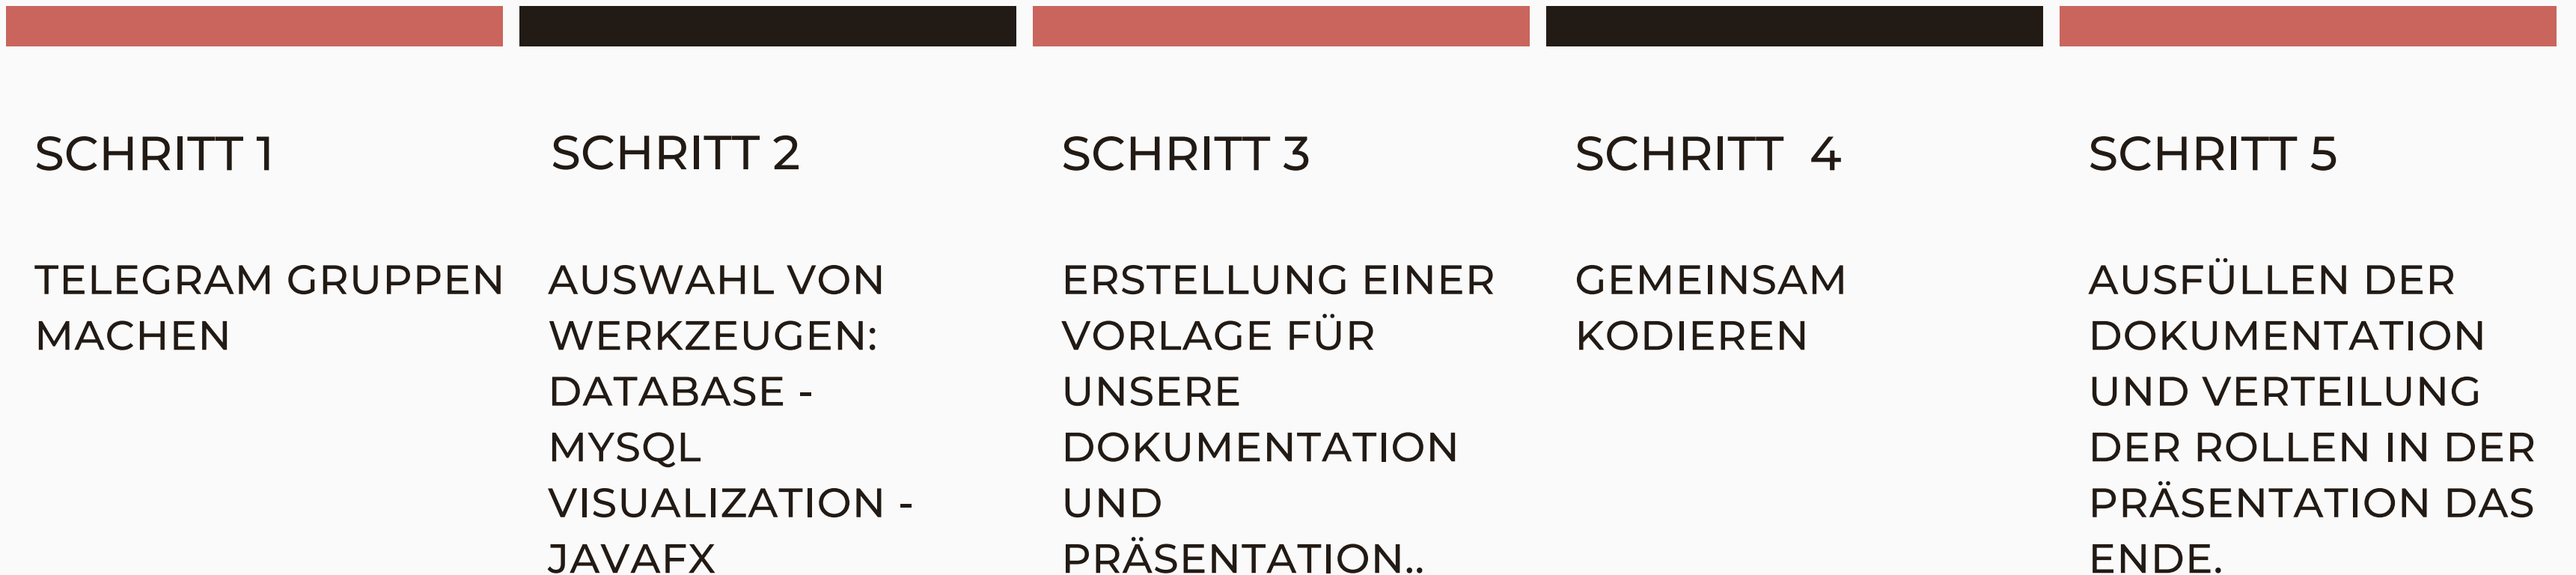 SCHRITT 1
TELEGRAM GRUPPEN
MACHEN
SCHRITT 2
AUSWAHL VON
WERKZEUGEN:
DATABASE -
MYSQL
VISUALIZATION -
JAVAFX
SCHRITT 3
ERSTELLUNG EINER
VORLAGE FÜR
UNSERE
DOKUMENTATION
UND
PRÄSENTATION..
SCHRITT 4
GEMEINSAM
KODIEREN
SCHRITT 5
AUSFÜLLEN DER
DOKUMENTATION
UND VERTEILUNG
DER ROLLEN IN DER
PRÄSENTATION DAS
ENDE.